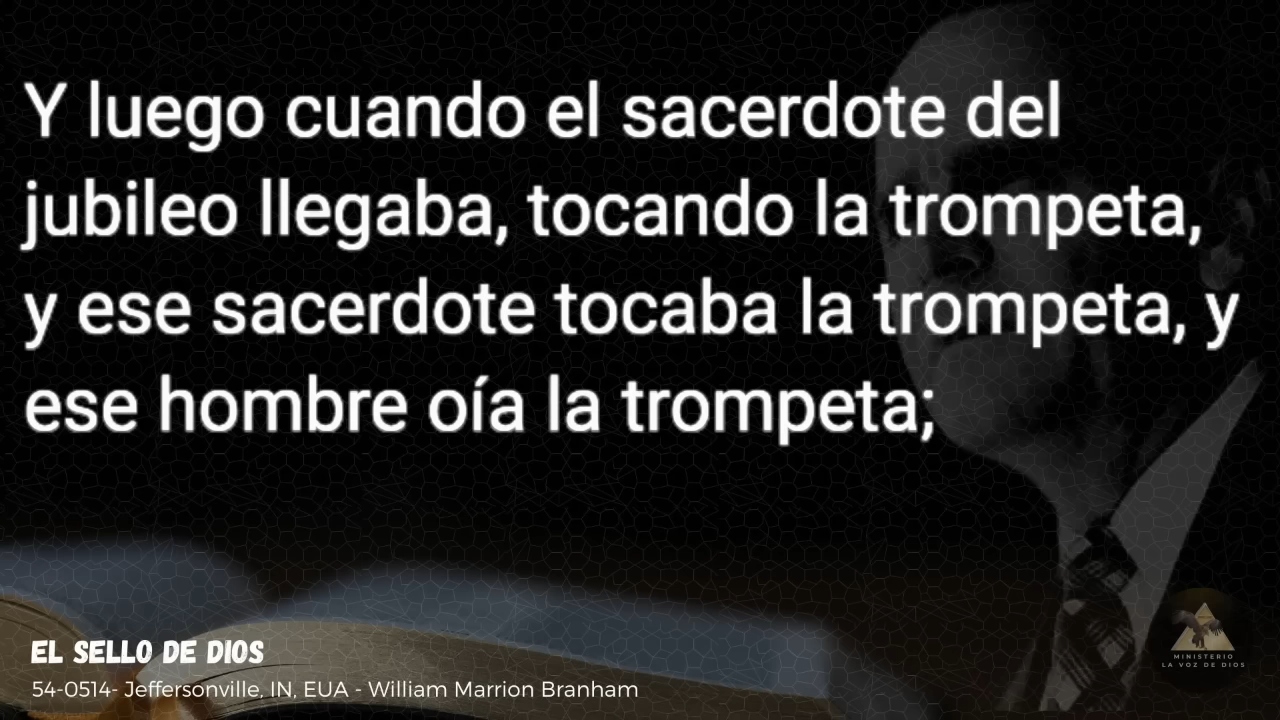 Y luego cuando el sacerdote del
jubileo llegaba, tocando la trompeta,
y ese sacerdote tocaba la trompeta, y
ese hombre oía la trompeta;
EL SELLO DE DIOS
54-0514- Jeffersonville, IN, EUA - William Marrion Branham
MINISTERIO
LA VOZ DE DIOS